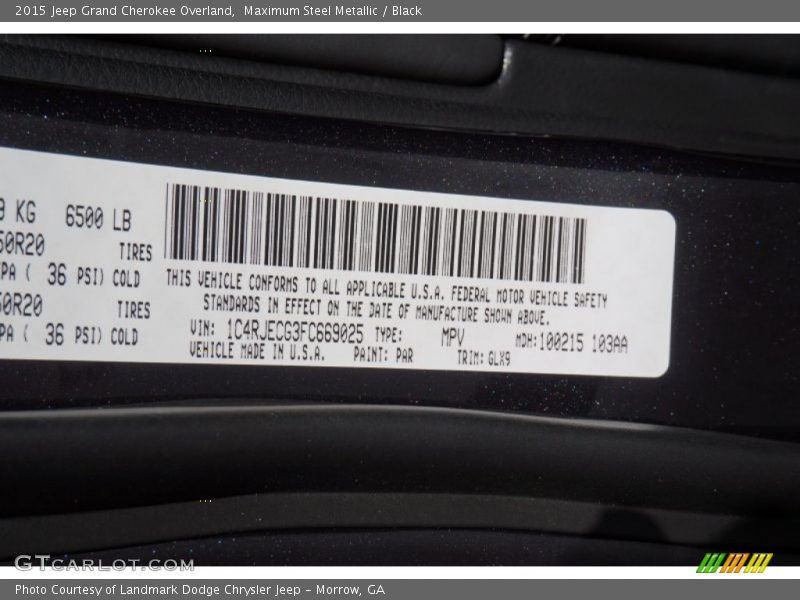 2015 Jeep Grand Cherokee Overland, Maximum Steel Metallic / Black
KG 6500 LB
50R20 TIRES
PA ( 36 PSI) COLD
50R20 TIRES
PA ( 36 PSI) COLD
THIS VEHICLE CONFORMS TO ALL APPLICABLE U.S.A. FEDERAL MOTOR VEHICLE SAFETY
STANDARDS IN EFFECT ON THE DATE OF MANUFACTURE SHOWN ABOVE.
VIN: 1C4RJECG3FC669025 TYPE: MPV MDH:100215 103AA
VEHICLE MADE IN U.S.A. PAINT: PAR TRIM: GLX9
GTCARLOT.COM
Photo Courtesy of Landmark Dodge Chrysler Jeep – Morrow, GA